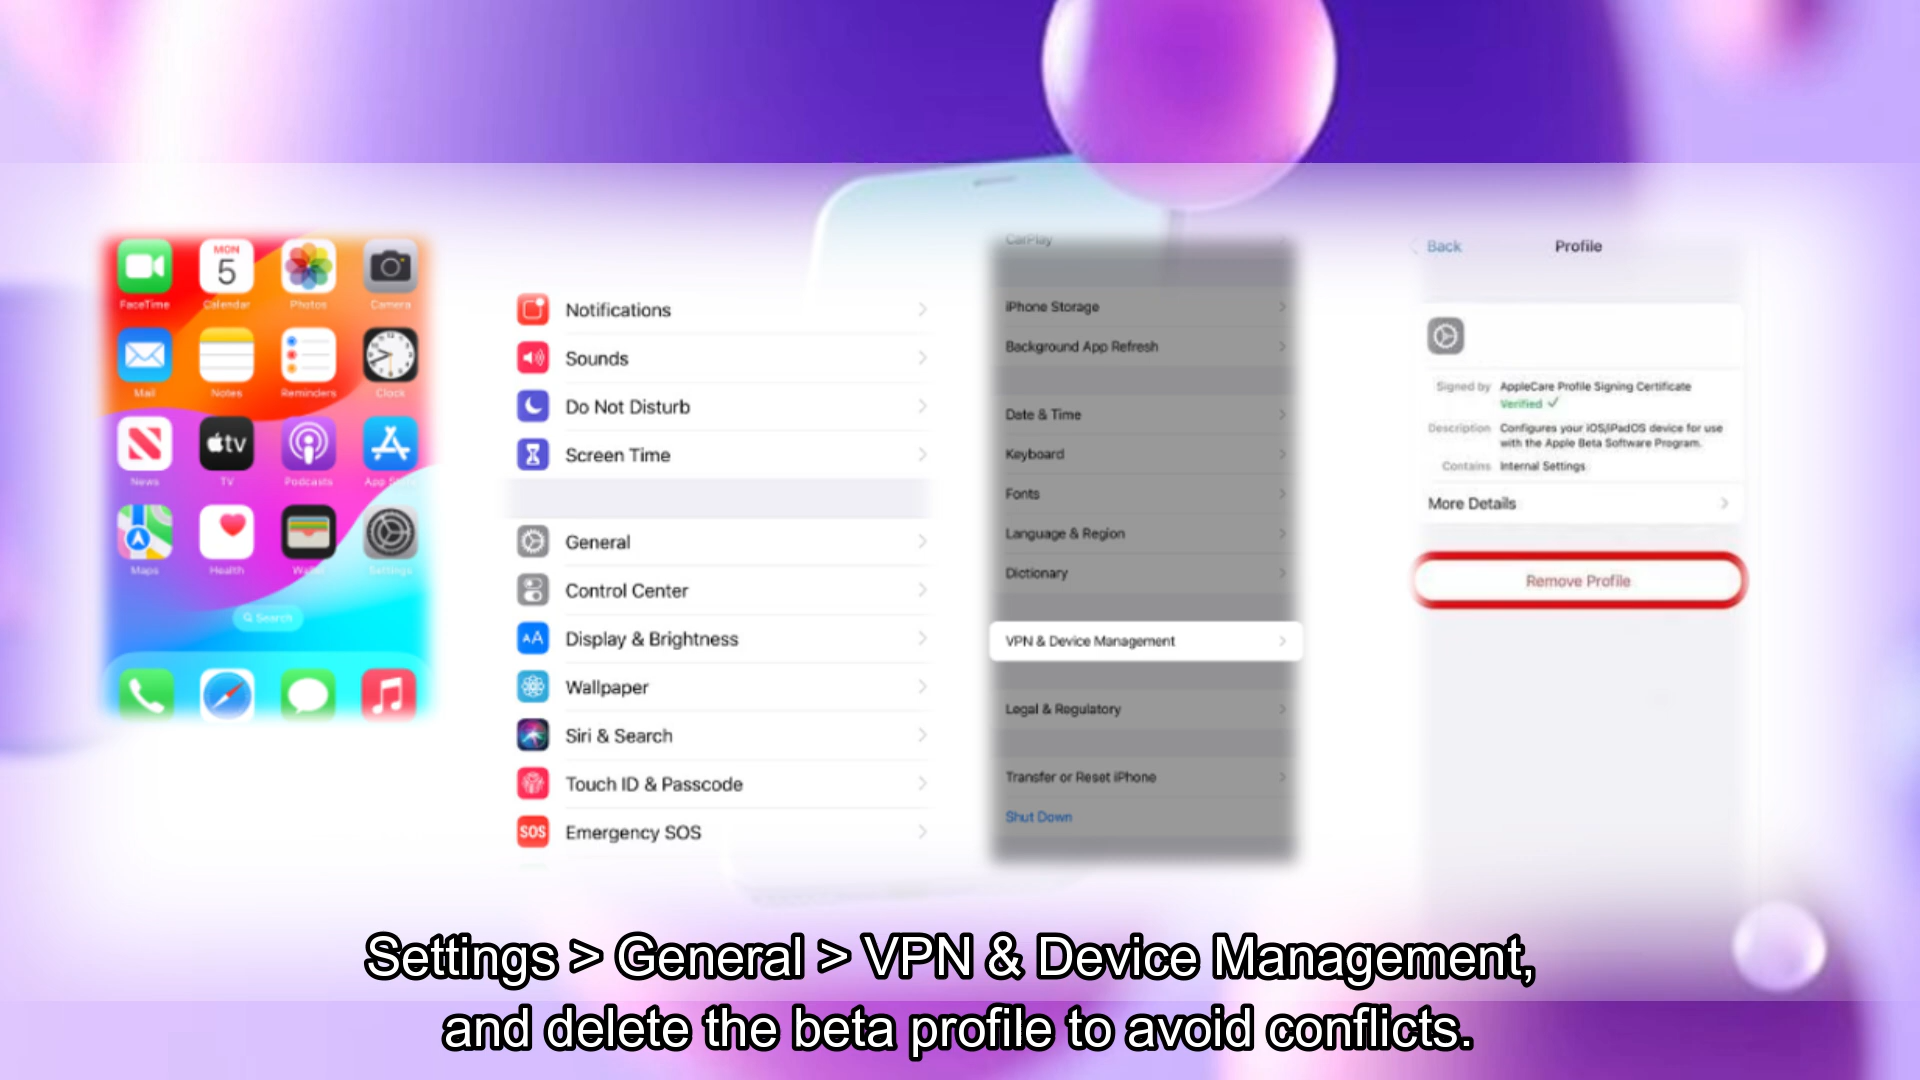 FaceTime
MON
5
Calendar
Photos
Camera
Mail
Notes
Reminders
Clock
News
tv
TV
Podcasts
App
Maps
Health
Settings
Search
Notifications
Sounds
Do Not Disturb
Screen Time
General
Control Center
AA
Display & Brightness
Wallpaper
Siri & Search
Touch ID & Passcode
SOS
Emergency SOS
CarPlay
iPhone Storage
Background App Refresh
Date & Time
Keyboard
Fonts
Language & Region
Dictionary
VPN & Device Management
Legal & Regulatory
Transfer or Reset iPhone
Shut Down
Back
Profile
Signed by AppleCare Profile Signing Certificate
Verified ✓
Description Configures your iOS/iPadOS device for use
with the Apple Beta Software Program.
Contains Internal Settings
More Details
Remove Profile
Settings > General > VPN & Device Management,
and delete the beta profile to avoid conflicts.